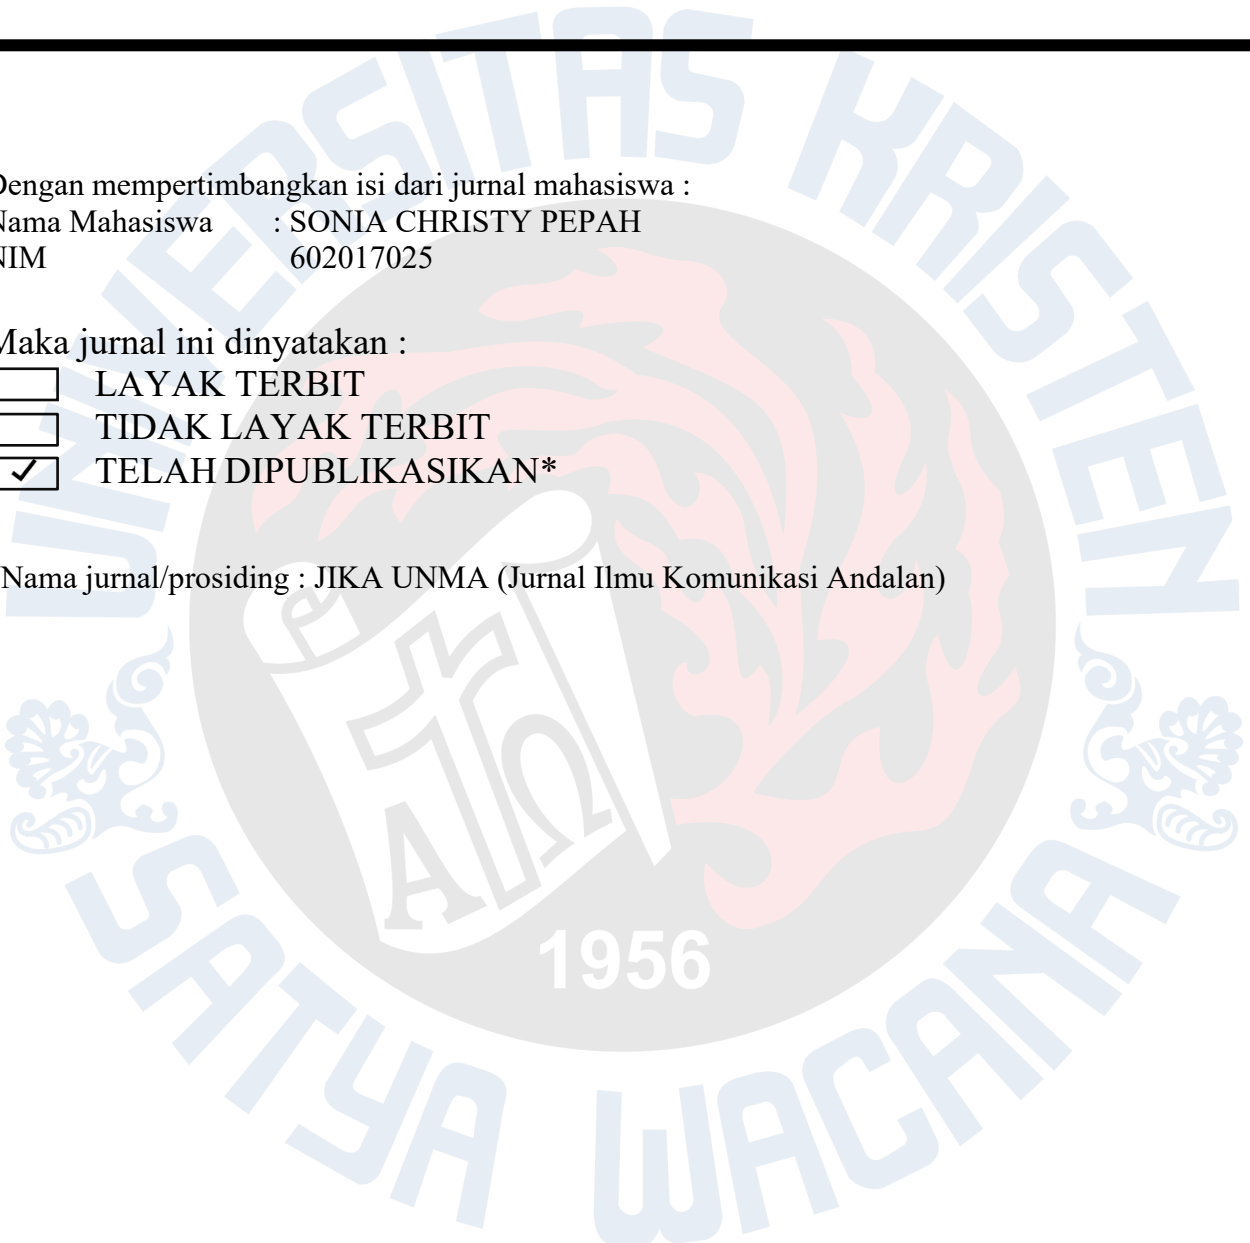 Dengan mempertimbangkan isi dari jurnal mahasiswa :
Nama Mahasiswa : SONIA CHRISTY PEPAH
NIM 602017025
Maka jurnal ini dinyatakan :
LAYAK TERBIT
TIDAK LAYAK TERBIT
✓ TELAH DIPUBLIKASIKAN*
Nama jurnal/prosiding : JIKA UNMA (Jurnal Ilmu Komunikasi Andalan)
UNIVERSITAS KRISTEN
SATYA WACANA
A Ω
1956